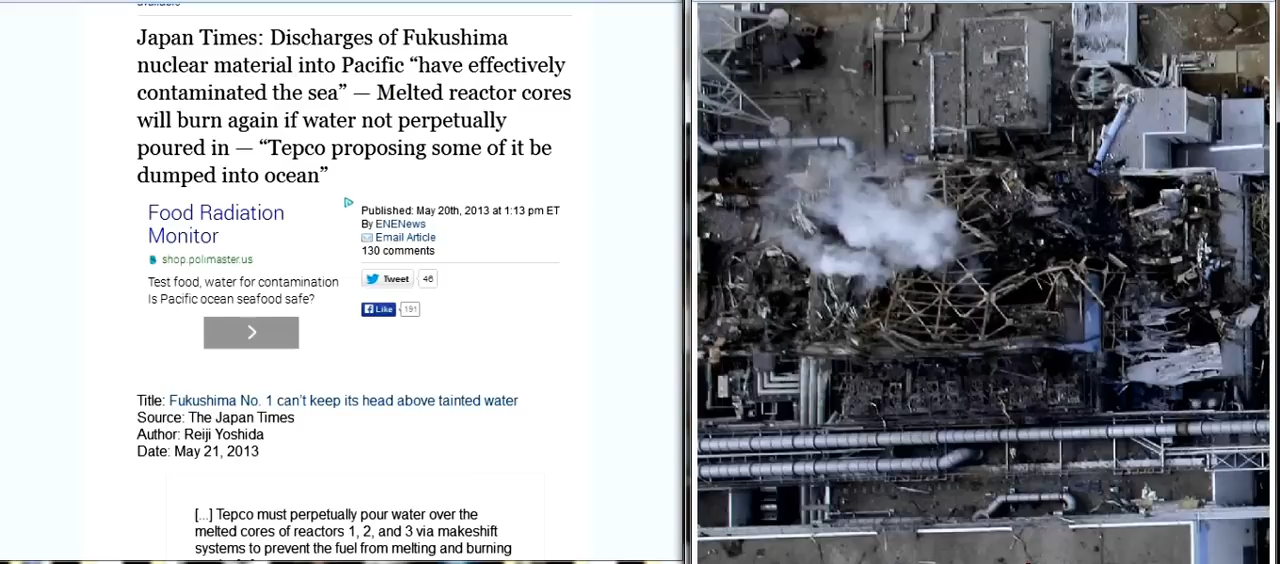 available
Japan Times: Discharges of Fukushima
nuclear material into Pacific “have effectively
contaminated the sea” — Melted reactor cores
will burn again if water not perpetually
poured in — “Tepco proposing some of it be
dumped into ocean”
Food Radiation
Monitor
shop.polimaster.us
Test food, water for contamination
Is Pacific ocean seafood safe?
Published: May 20th, 2013 at 1:13 pm ET
By ENENews
Email Article
130 comments
Tweet 46
Like 191
Title: Fukushima No. 1 can’t keep its head above tainted water
Source: The Japan Times
Author: Reiji Yoshida
Date: May 21, 2013
[...] Tepco must perpetually pour water over the
melted cores of reactors 1, 2, and 3 via makeshift
systems to prevent the fuel from melting and burning